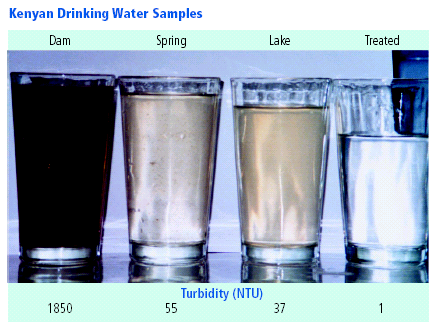 Kenyan Drinking Water Samples
Dam Spring Lake Treated
Turbidity (NTU)
1850 55 37 1